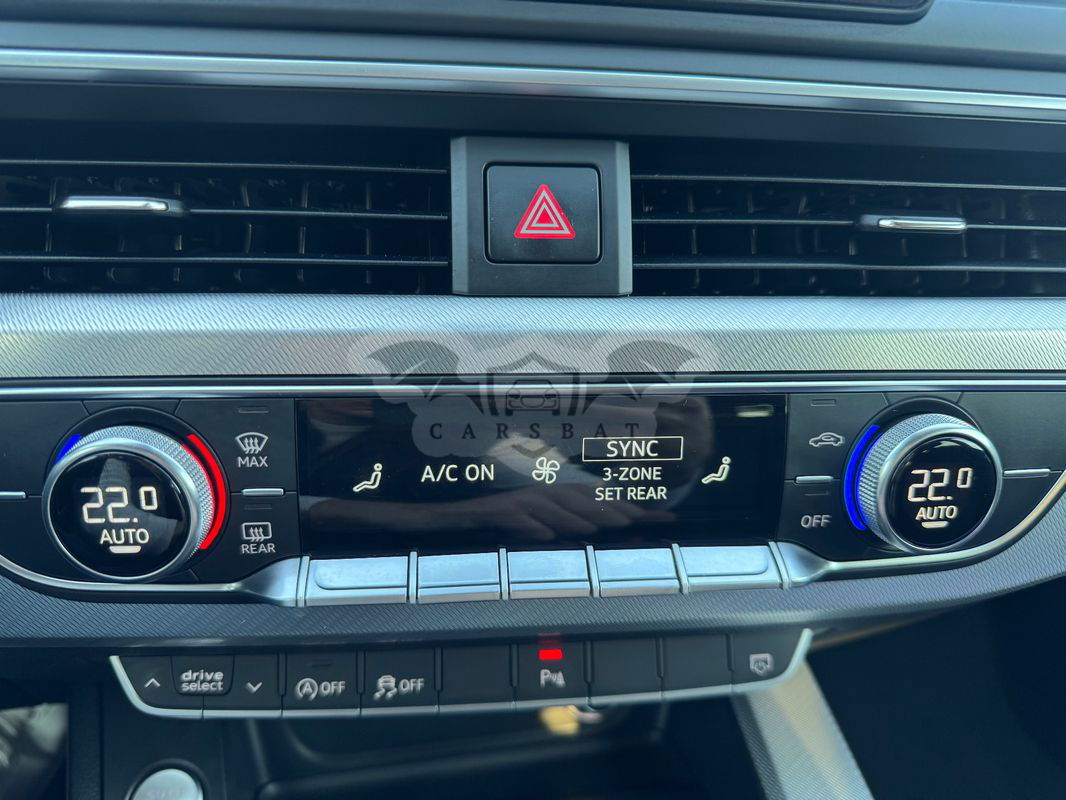 CARSBAT
MAX
22.0
AUTO
REAR
A/C ON
SYNC
3-ZONE
SET REAR
OFF
22.0
AUTO
drive
select
OFF
OFF